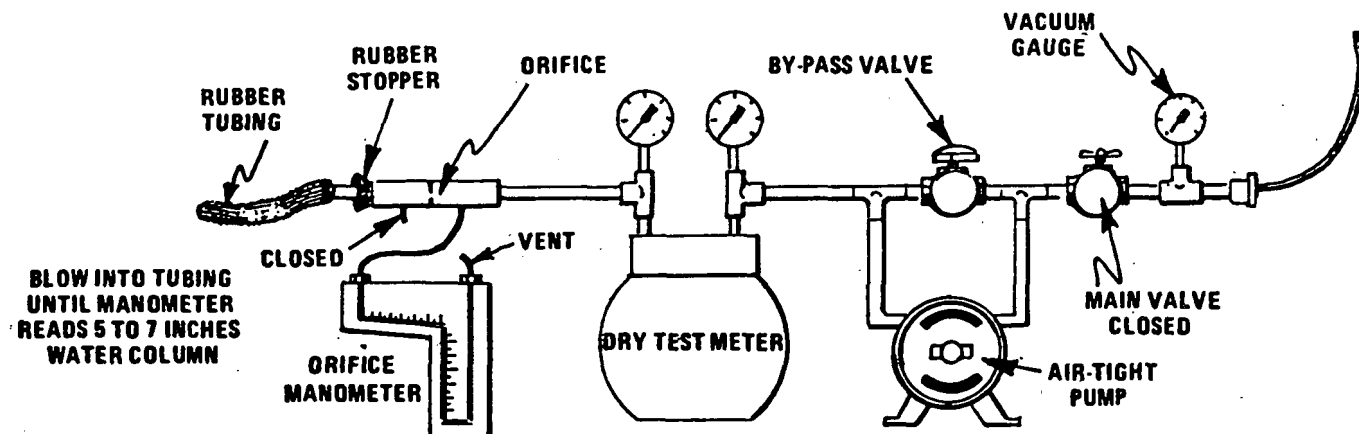 RUBBER
TUBING
RUBBER
STOPPER
ORIFICE
BY-PASS VALVE
VACUUM
GAUGE
CLOSED
VENT
BLOW INTO TUBING
UNTIL MANOMETER
READS 5 TO 7 INCHES
WATER COLUMN
ORIFICE
MANOMETER
DRY TEST METER
MAIN VALVE
CLOSED
AIR-TIGHT
PUMP